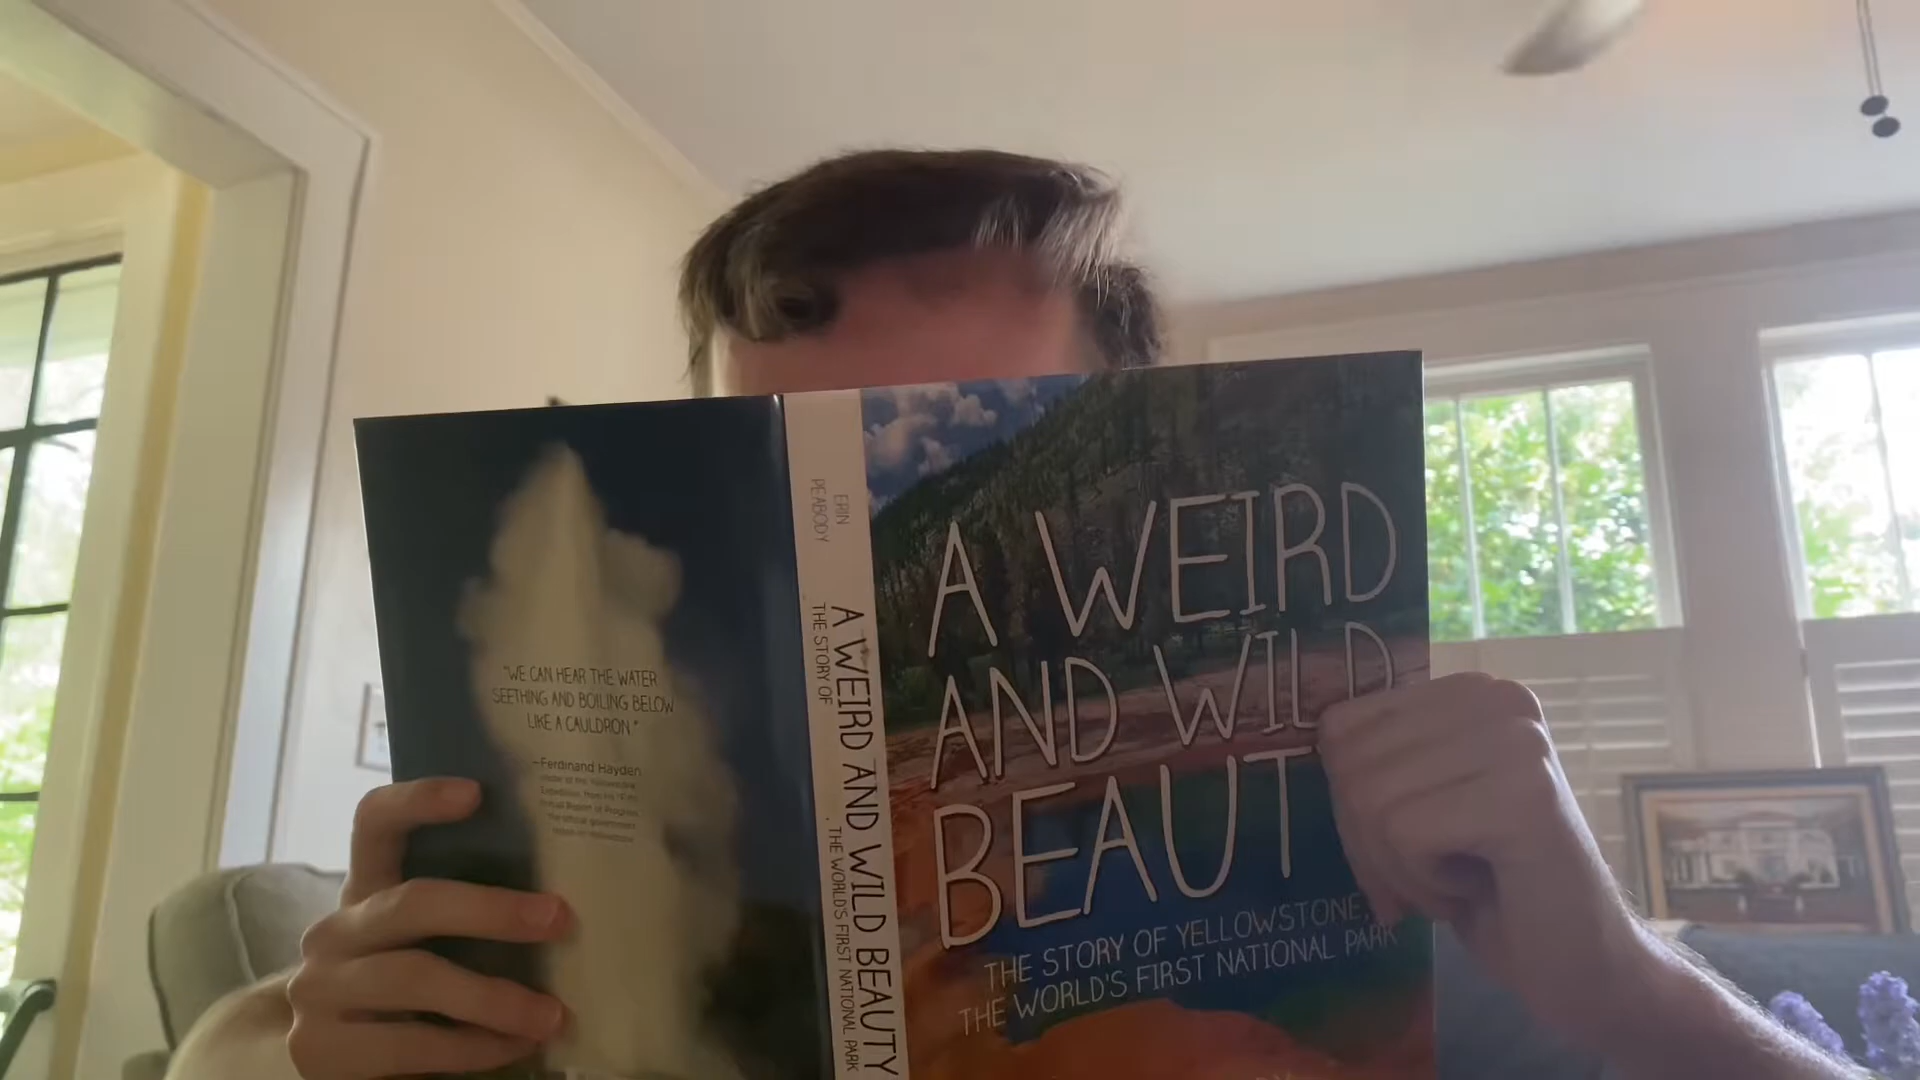 "WE CAN HEAR THE WATER
SEETHING AND BOILING BELOW
LIKE A CAULDRON."
—Ferdinand Hayden
ERIN
PEABODY
A WEIRD AND WILD BEAUTY
THE STORY OF
THE WORLD'S FIRST NATIONAL PARK
A WEIRD
AND WILD
BEAUT
THE STORY OF YELLOWSTONE,
THE WORLD'S FIRST NATIONAL PARK